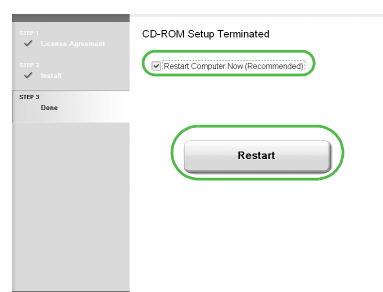 STEP 1
License Agreement
STEP 2
Install
STEP 3
Done
CD-ROM Setup Terminated
Restart Computer Now (Recommended)
Restart